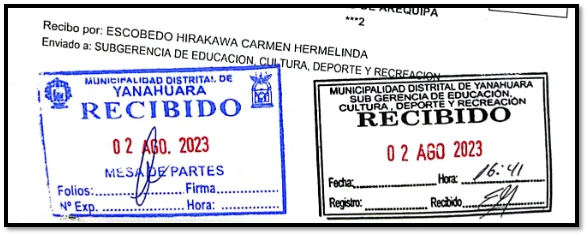 DE AREQUIPA
***2
Recibo por: ESCOBEDO HIRAKAWA CARMEN HERMELINDA
Enviado a: SUBGERENCIA DE EDUCACION, CULTURA, DEPORTE Y RECREACION
MUNICIPALIDAD DISTRITAL DE
YANAHUARA
RECIBIDO
02 AGO. 2023
MESA DE PARTES
Folios: Firma
Nº Exp. Hora:
MUNICIPALIDAD DISTRITAL DE YANAHUARA
SUB GERENCIA DE EDUCACIÓN,
CULTURA, DEPORTE Y RECREACIÓN
RECIBIDO
02 AGO 2023
Fecha: Hora: 16:41
Registro: Recibido